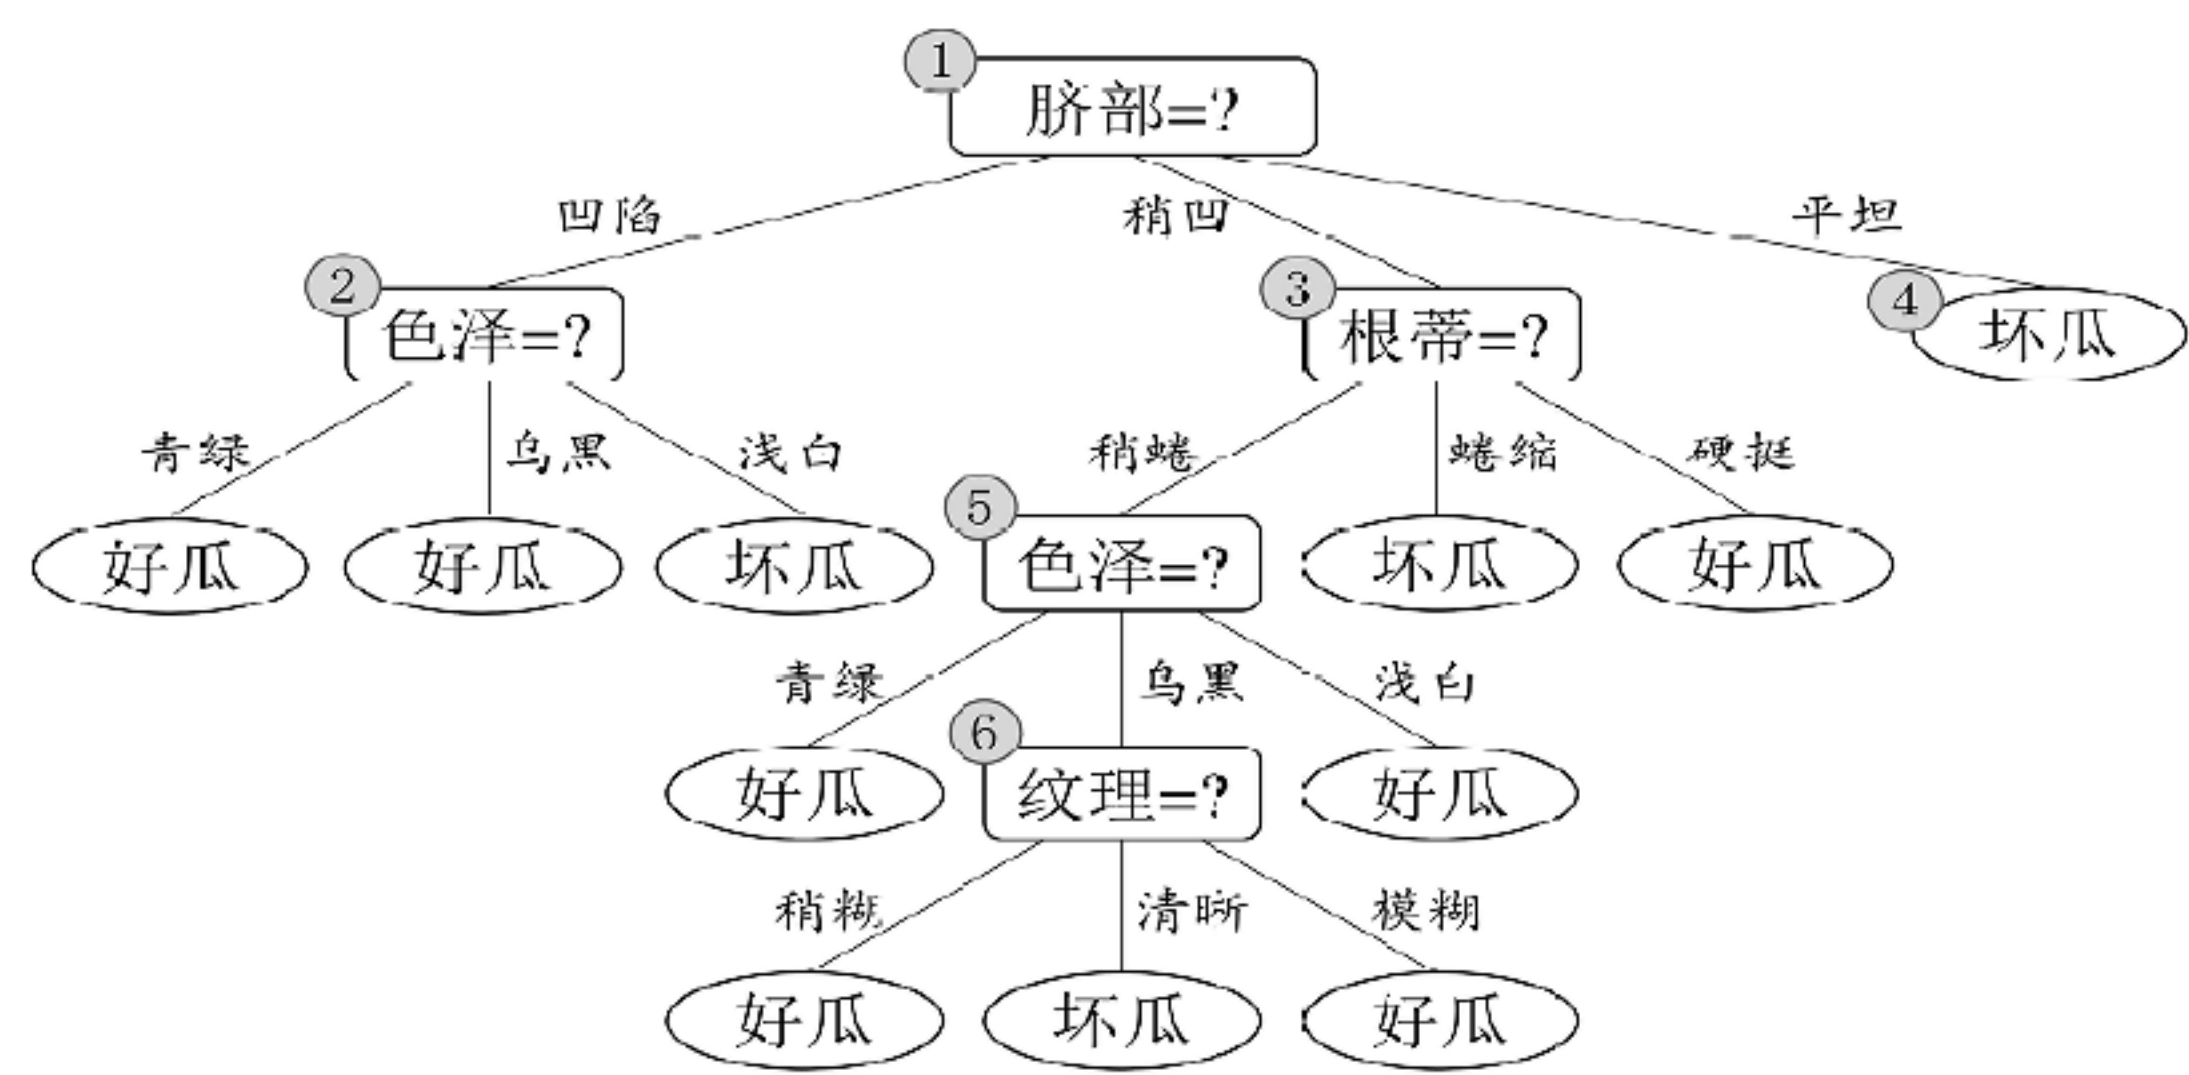 1
脐部=?
凹陷 稍凹 平坦
2 3 4
色泽=? 根蒂=? 坏瓜
青绿 乌黑 浅白 稍蜷 蜷缩 硬挺
5
好瓜 好瓜 坏瓜 色泽=? 坏瓜 好瓜
青绿 乌黑 浅白
6
好瓜 纹理=? 好瓜
稍糊 清晰 模糊
好瓜 坏瓜 好瓜